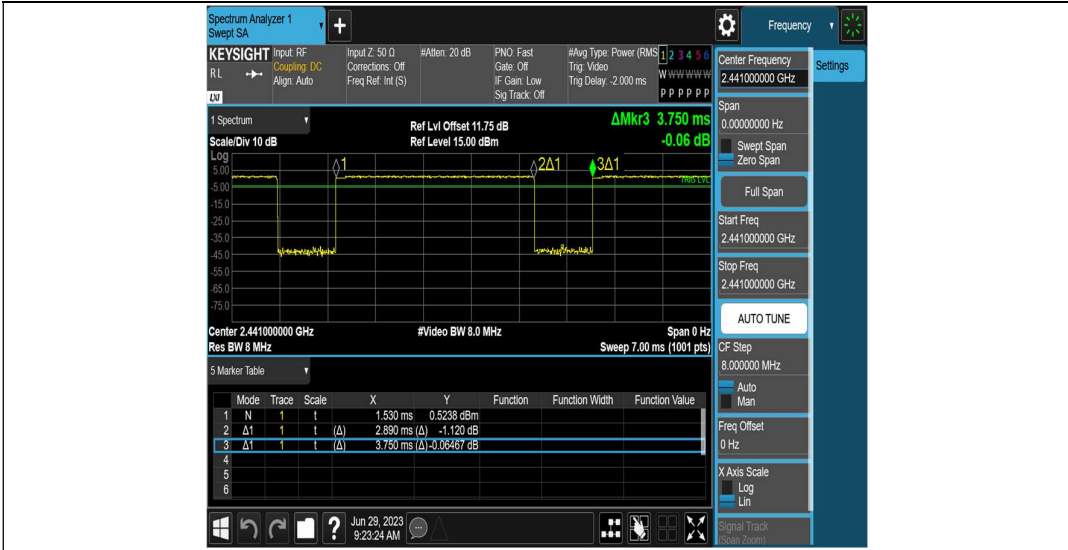 Spectrum Analyzer 1
Swept SA
Frequency
KEYSIGHT
RL
LXI
Input: RF
Coupling: DC
Align: Auto
Input Z: 50 Ω
Corrections: Off
Freq Ref: Int (S)
#Atten: 20 dB
PNO: Fast
Gate: Off
IF Gain: Low
Sig Track: Off
#Avg Type: Power (RMS
Trig: Video
Trig Delay: -2.000 ms
1 2 3 4 5 6
W W W W W W
P P P P P P
Center Frequency
2.441000000 GHz
Settings
Span
0.00000000 Hz
Swept Span
Zero Span
Full Span
Start Freq
2.441000000 GHz
Stop Freq
2.441000000 GHz
AUTO TUNE
CF Step
8.000000 MHz
Auto
Man
Freq Offset
0 Hz
X Axis Scale
Log
Lin
Signal Track
(Span Zoom)
1 Spectrum
Scale/Div 10 dB
Ref Lvl Offset 11.75 dB
Ref Level 15.00 dBm
ΔMkr3 3.750 ms
-0.06 dB
Log
5.00
-5.00
-15.0
-25.0
-35.0
-45.0
-55.0
-65.0
-75.0
1
2Δ1
3Δ1
TRIG LVL
Center 2.441000000 GHz
Res BW 8 MHz
#Video BW 8.0 MHz
Span 0 Hz
Sweep 7.00 ms (1001 pts)
5 Marker Table
Mode Trace Scale X Y Function Function Width Function Value
1 N 1 t 1.530 ms 0.5238 dBm
2 Δ1 1 t (Δ) 2.890 ms (Δ) -1.120 dB
3 Δ1 1 t (Δ) 3.750 ms (Δ) -0.06467 dB
4
5
6
?
Jun 29, 2023
9:23:24 AM